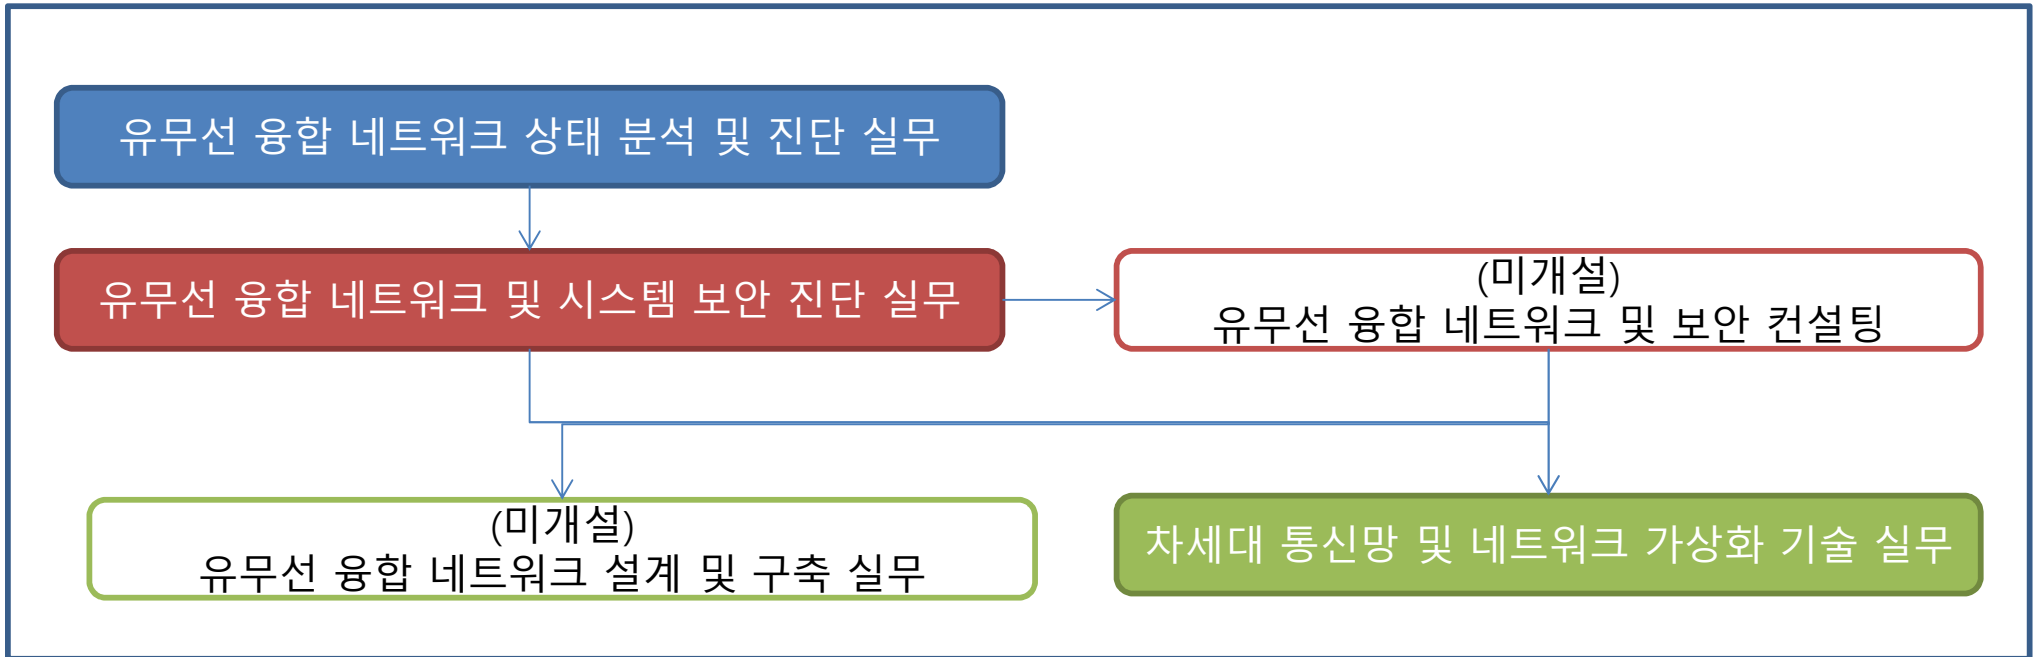 유무선 융합 네트워크 상태 분석 및 진단 실무
유무선 융합 네트워크 및 시스템 보안 진단 실무
(미개설)
유무선 융합 네트워크 및 보안 컨설팅
(미개설)
유무선 융합 네트워크 설계 및 구축 실무
차세대 통신망 및 네트워크 가상화 기술 실무